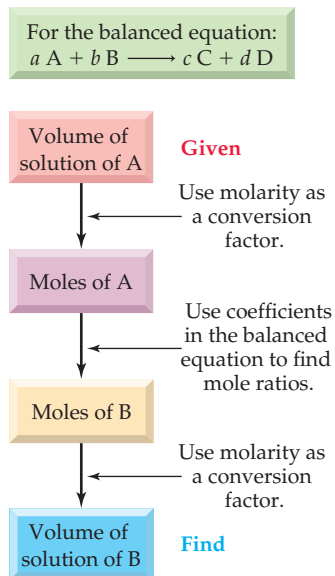 For the balanced equation:
a A + b B ⟶ c C + d D
Volume of
solution of A
Given
Use molarity as
a conversion
factor.
Moles of A
Use coefficients
in the balanced
equation to find
mole ratios.
Moles of B
Use molarity as
a conversion
factor.
Volume of
solution of B
Find